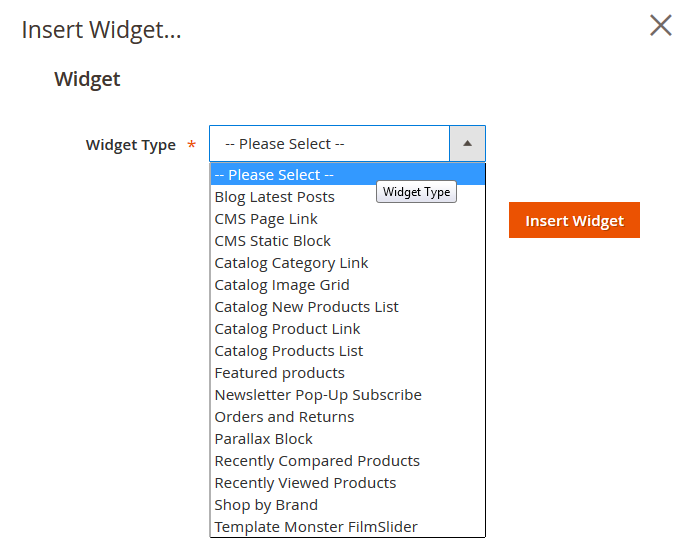 Insert Widget...
Widget
Widget Type *
-- Please Select --
-- Please Select --
Widget Type
Blog Latest Posts
CMS Page Link
Insert Widget
CMS Static Block
Catalog Category Link
Catalog Image Grid
Catalog New Products List
Catalog Product Link
Catalog Products List
Featured products
Newsletter Pop-Up Subscribe
Orders and Returns
Parallax Block
Recently Compared Products
Recently Viewed Products
Shop by Brand
Template Monster FilmSlider